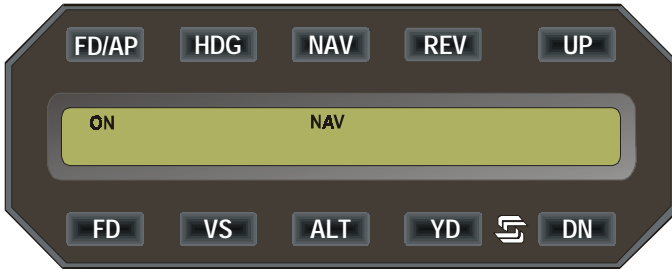 FD/AP HDG NAV REV UP
ON NAV
FD VS ALT YD DN